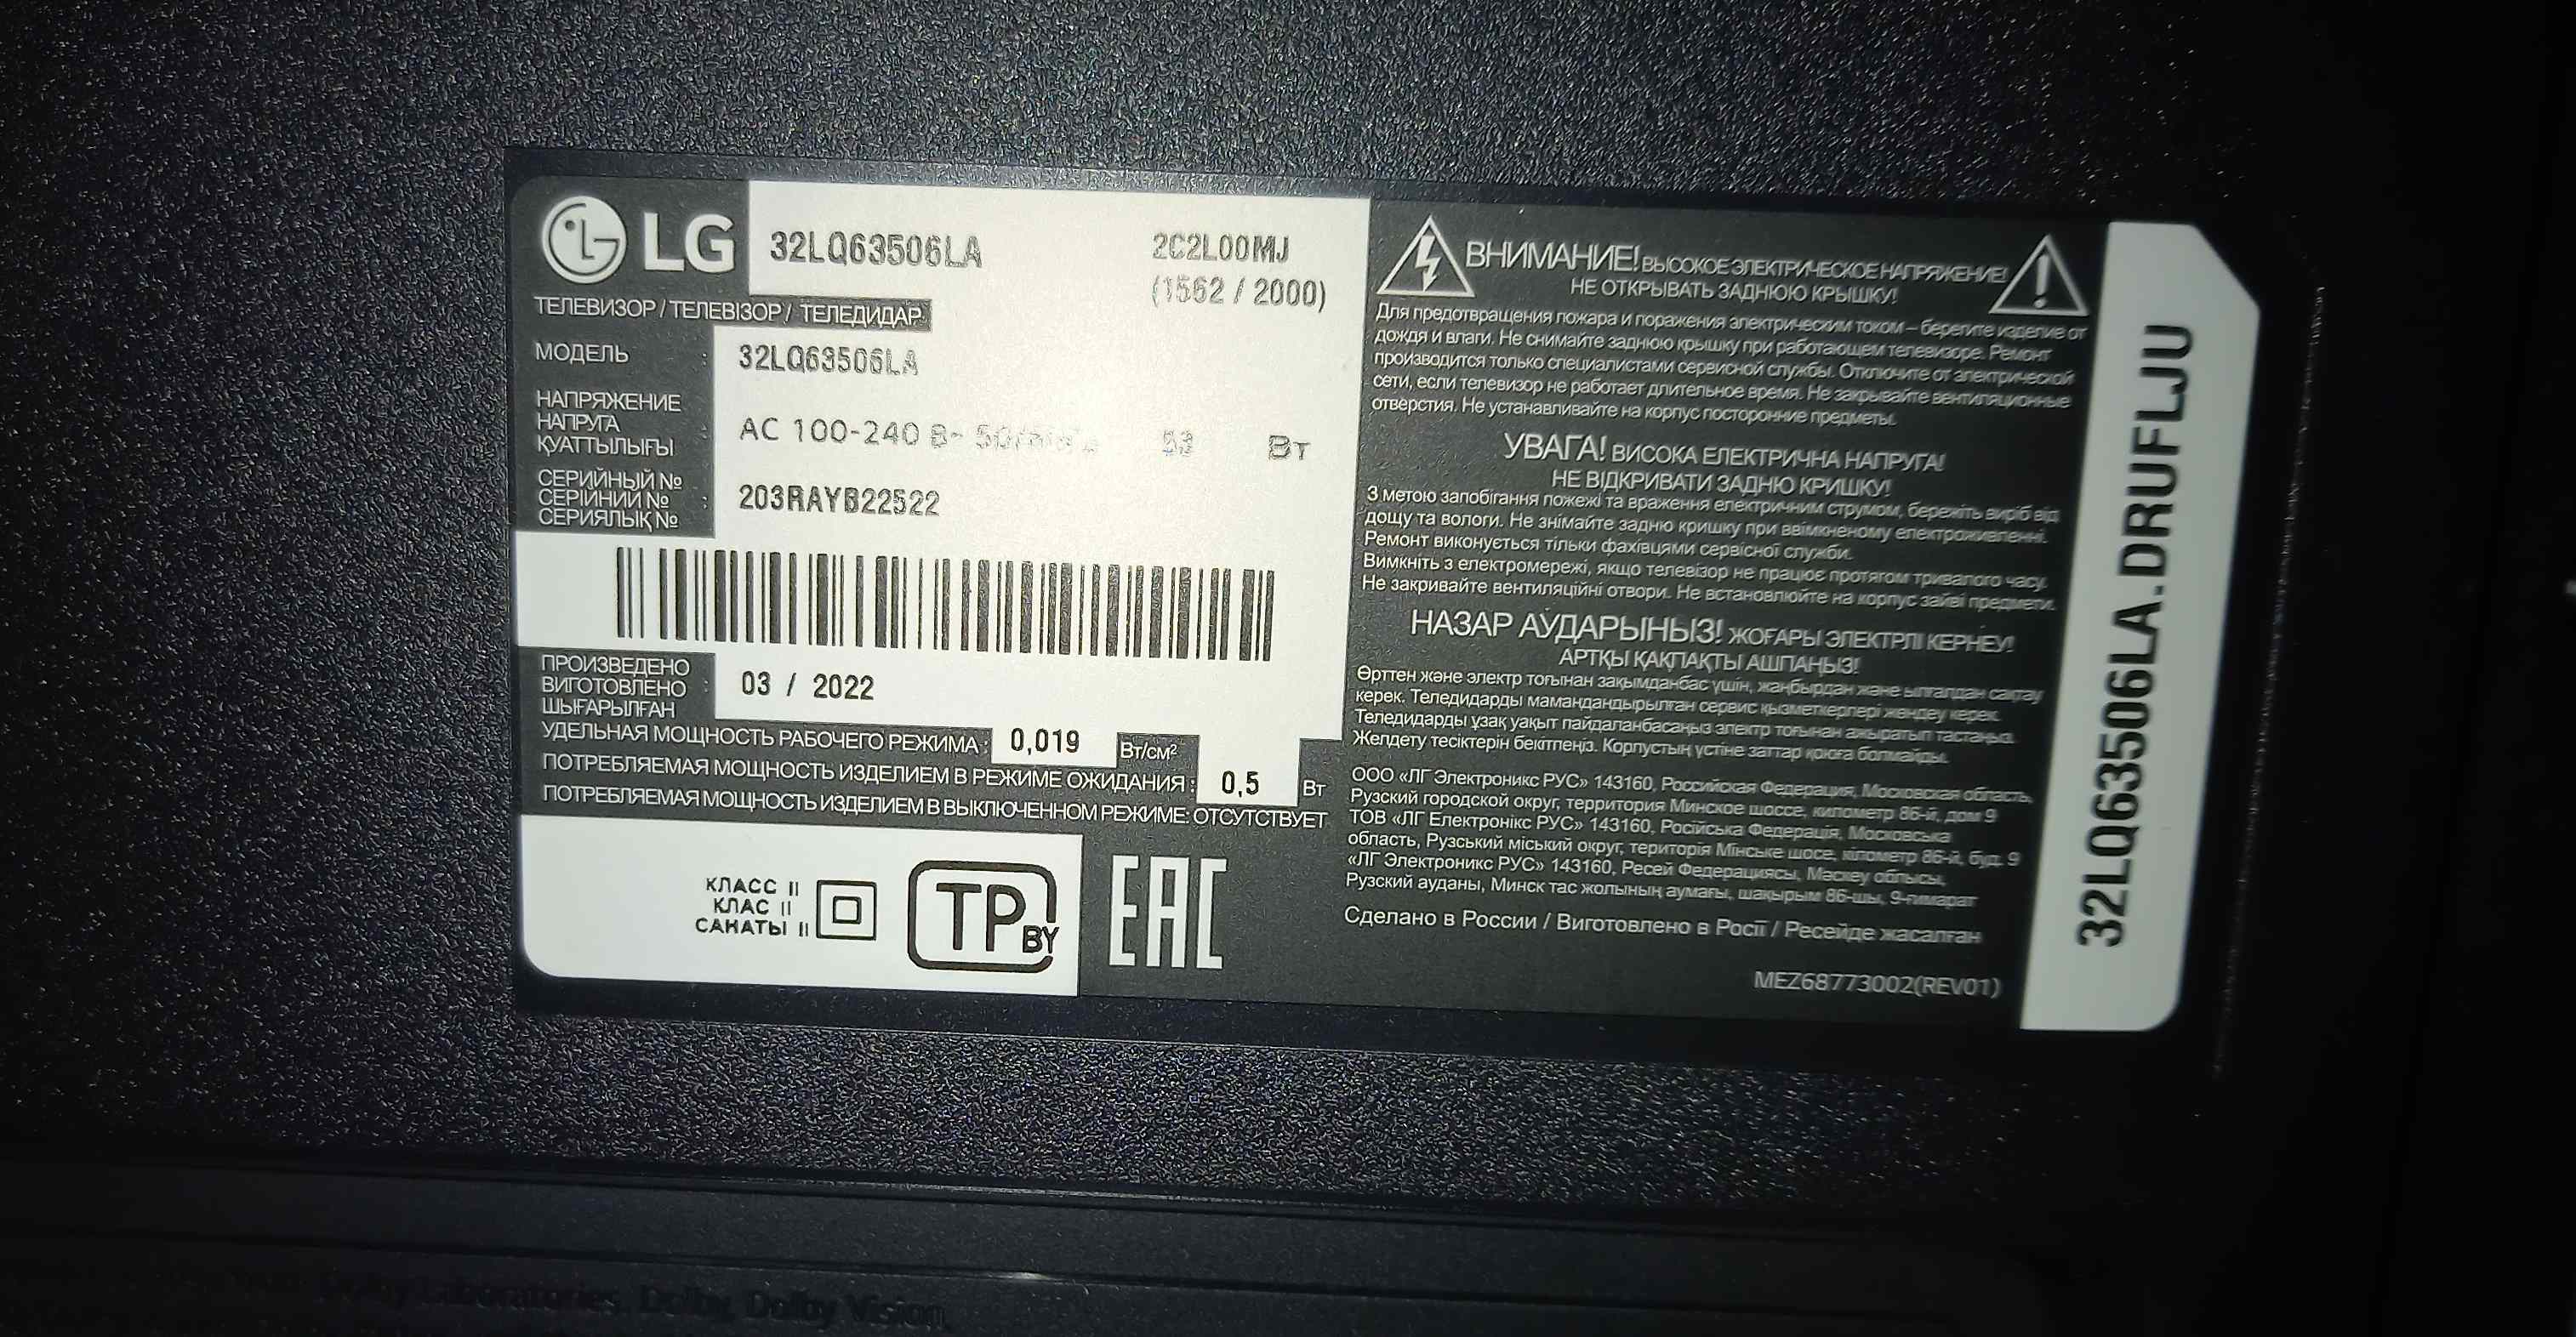 LG 32LQ63506LA 2C2L00MJ
(1562 / 2000)
ТЕЛЕВИЗОР / ТЕЛЕВІЗОР / ТЕЛЕДИДАР
МОДЕЛЬ : 32LQ63506LA
НАПРЯЖЕНИЕ
НАПРУГА
ҚУАТТЫЛЫҒЫ : AC 100-240 В~ 53 Вт
СЕРИЙНЫЙ №
СЕРІЙНИЙ №
СЕРИЯЛЫҚ № : 203RAYB22522
ПРОИЗВЕДЕНО
ВИГОТОВЛЕНО
ШЫҒАРЫЛҒАН : 03 / 2022
УДЕЛЬНАЯ МОЩНОСТЬ РАБОЧЕГО РЕЖИМА : 0,019 Вт/см²
ПОТРЕБЛЯЕМАЯ МОЩНОСТЬ ИЗДЕЛИЕМ В РЕЖИМЕ ОЖИДАНИЯ : 0,5 Вт
ПОТРЕБЛЯЕМАЯ МОЩНОСТЬ ИЗДЕЛИЕМ В ВЫКЛЮЧЕННОМ РЕЖИМЕ: ОТСУТСТВУЕТ
КЛАСС II
КЛАС II
САНАТЫ II
TP BY
EAC
ВНИМАНИЕ! ВЫСОКОЕ ЭЛЕКТРИЧЕСКОЕ НАПРЯЖЕНИЕ!
НЕ ОТКРЫВАТЬ ЗАДНЮЮ КРЫШКУ!
Для предотвращения пожара и поражения электрическим током – берегите изделие от
дождя и влаги. Не снимайте заднюю крышку при работающем телевизоре. Ремонт
производится только специалистами сервисной службы. Отключите от электрической
сети, если телевизор не работает длительное время. Не закрывайте вентиляционные
отверстия. Не устанавливайте на корпус посторонние предметы.
УВАГА! ВИСОКА ЕЛЕКТРИЧНА НАПРУГА!
НЕ ВІДКРИВАТИ ЗАДНЮ КРИШКУ!
З метою запобігання пожежі та враження електричним струмом, бережіть виріб від
дощу та вологи. Не знімайте задню кришку при ввімкненому електроживленні.
Ремонт виконується тільки фахівцями сервісної служби.
Вимкніть з електромережі, якщо телевізор не працює протягом тривалого часу.
Не закривайте вентиляційні отвори. Не встановлюйте на корпус зайві предмети.
НАЗАР АУДАРЫҢЫЗ! ЖОҒАРЫ ЭЛЕКТРЛІ КЕРНЕУ!
АРТҚЫ ҚАҚПАҚТЫ АШПАҢЫЗ!
Өрттен және электр тоғынан зақымданбас үшін, жаңбырдан және ылғалдан сақтау
керек. Теледидарды мамандандырылған сервис қызметкерлері жөндеу керек.
Теледидарды ұзақ уақыт пайдаланбасаңыз электр тоғынан ажыратып тастаңыз.
Желдету тесіктерін бекітпеңіз. Корпустың үстіне заттар қоюға болмайды.
ООО «ЛГ Электроникс РУС» 143160, Российская Федерация, Московская область,
Рузский городской округ, территория Минское шоссе, километр 86-й, дом 9
ТОВ «ЛГ Електронікс РУС» 143160, Російська Федерація, Московська
область, Рузський міський округ, територія Мінське шосе, кілометр 86-й, буд. 9
«ЛГ Электроникс РУС» 143160, Ресей Федерациясы, Мәскеу облысы,
Рузский ауданы, Минск тас жолының аумағы, шақырым 86-шы, 9-ғимарат
Сделано в России / Виготовлено в Росії / Ресейде жасалған
MEZ68773002(REV01)
32LQ63506LA.DRUFLJU
Dolby Laboratories. Dolby, Dolby Vision,